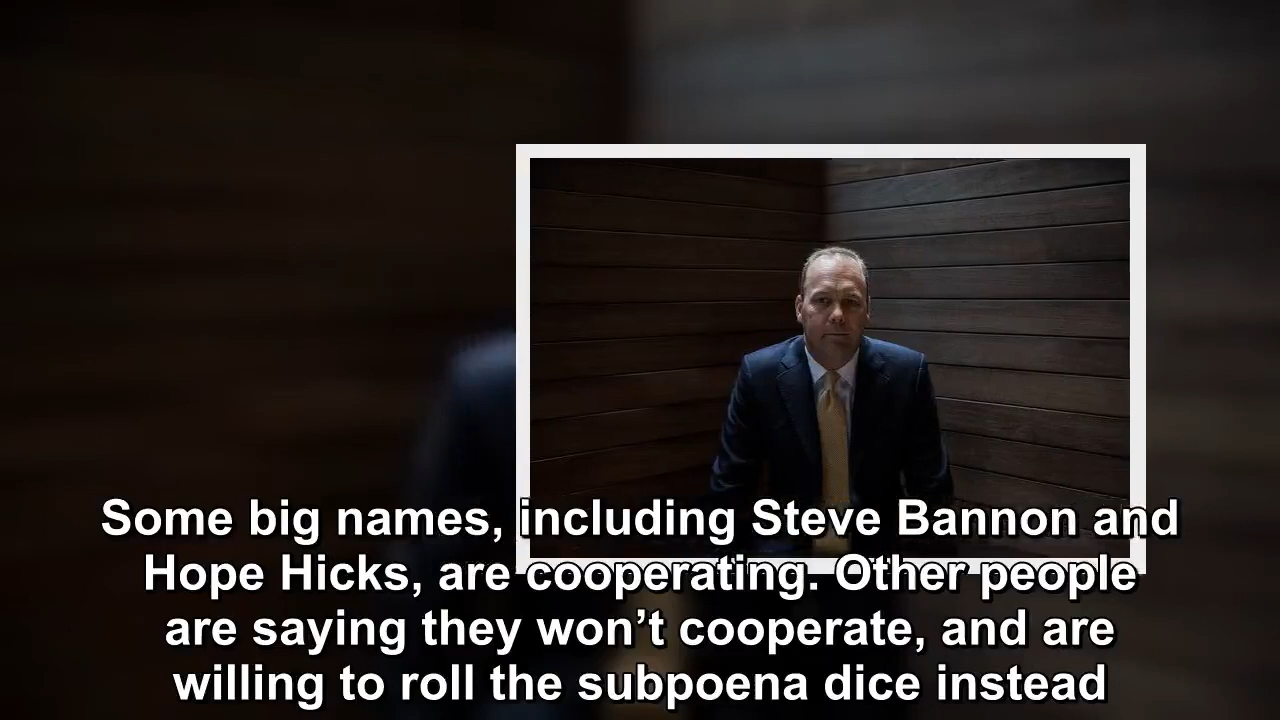 Some big names, including Steve Bannon and
Hope Hicks, are cooperating. Other people
are saying they won’t cooperate, and are
willing to roll the subpoena dice instead